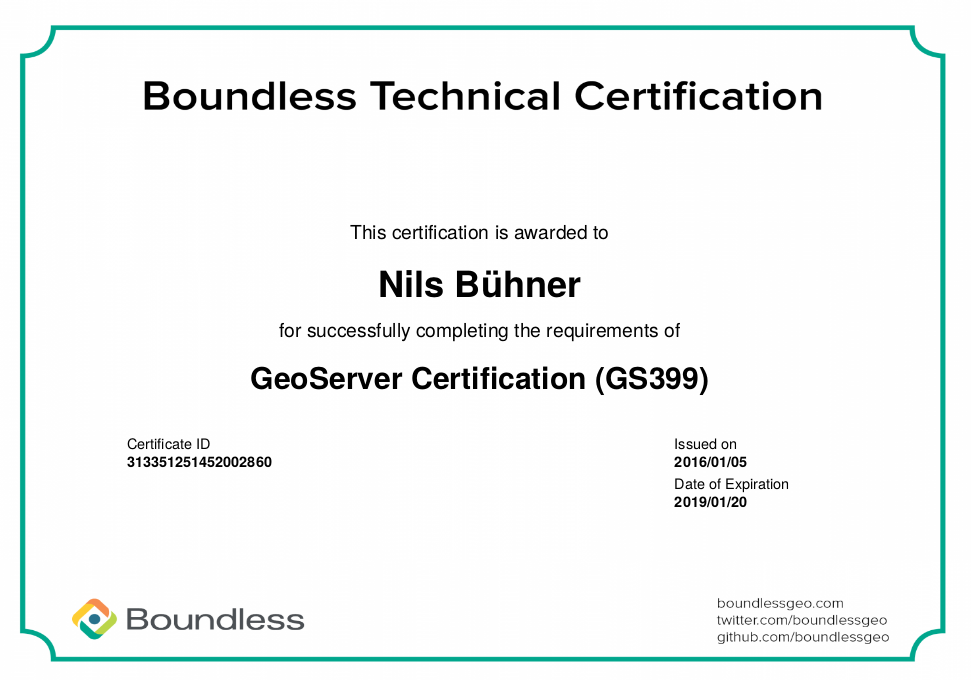 Boundless Technical Certification
This certification is awarded to
Nils Bühner
for successfully completing the requirements of
GeoServer Certification (GS399)
Certificate ID
313351251452002860
Issued on
2016/01/05
Date of Expiration
2019/01/20
Boundless
boundlessgeo.com
twitter.com/boundlessgeo
github.com/boundlessgeo